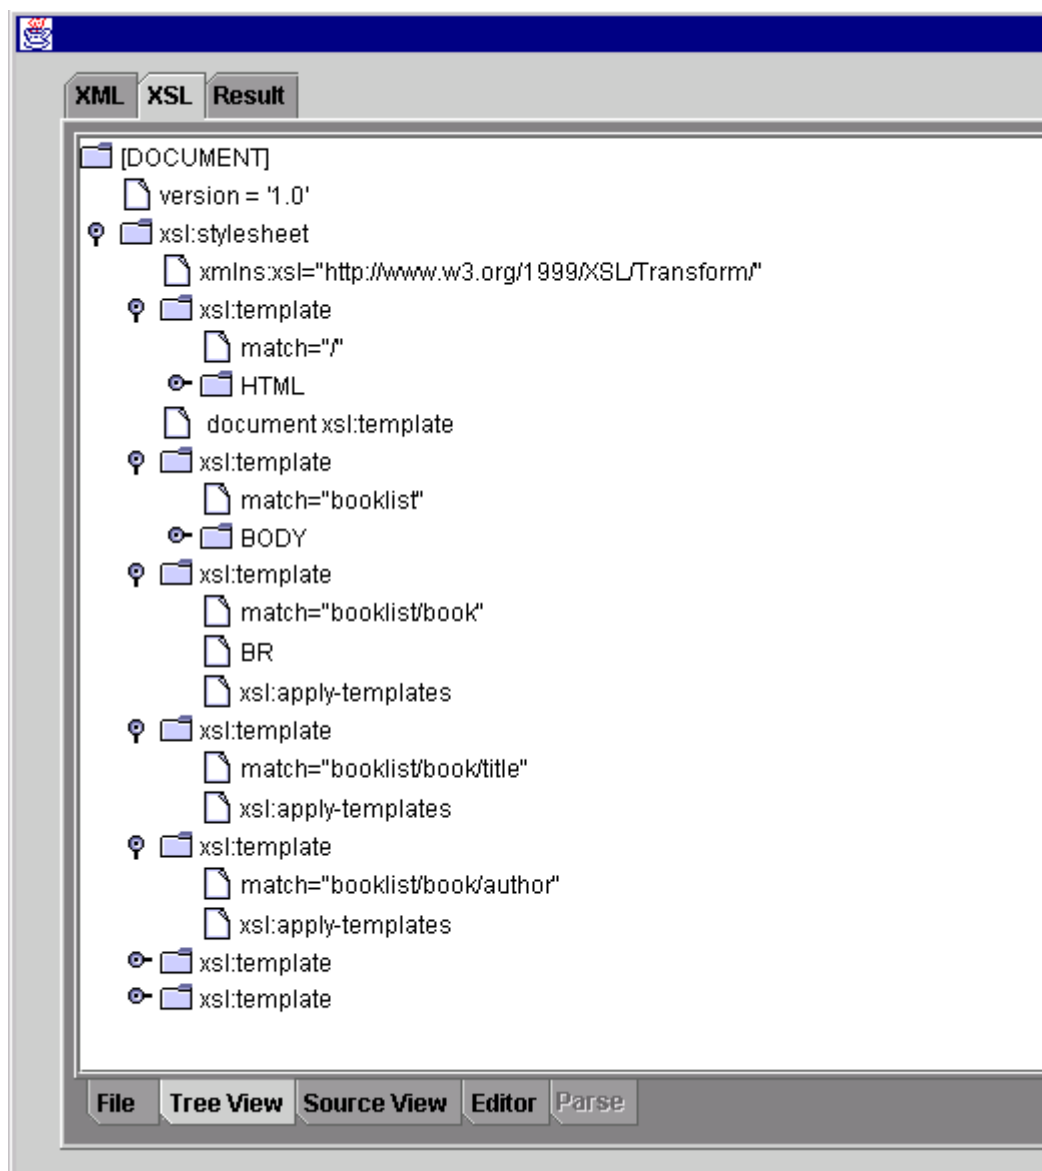 XML XSL Result
[DOCUMENT]
version = '1.0'
xsl:stylesheet
xmlns:xsl="http://www.w3.org/1999/XSL/Transform/"
xsl:template
match="/"
HTML
document xsl:template
xsl:template
match="booklist"
BODY
xsl:template
match="booklist/book"
BR
xsl:apply-templates
xsl:template
match="booklist/book/title"
xsl:apply-templates
xsl:template
match="booklist/book/author"
xsl:apply-templates
xsl:template
xsl:template
File Tree View Source View Editor Parse